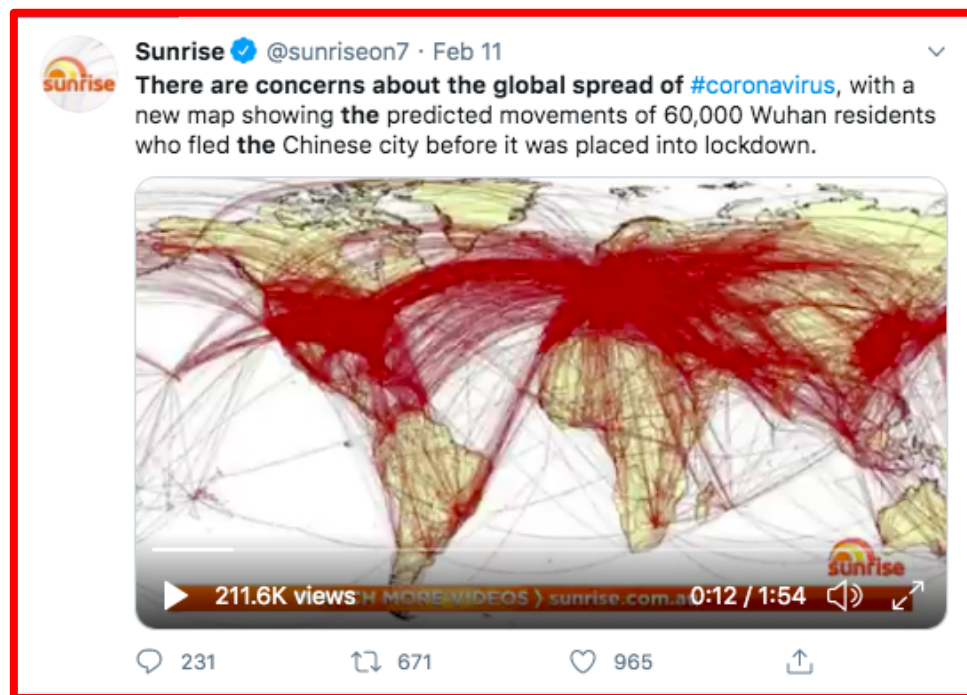 Sunrise @sunriseon7 · Feb 11
sunrise
There are concerns about the global spread of #coronavirus, with a
new map showing the predicted movements of 60,000 Wuhan residents
who fled the Chinese city before it was placed into lockdown.
sunrise
211.6K views H MORE VIDEOS > sunrise.com.a 0:12 / 1:54
231 671 965